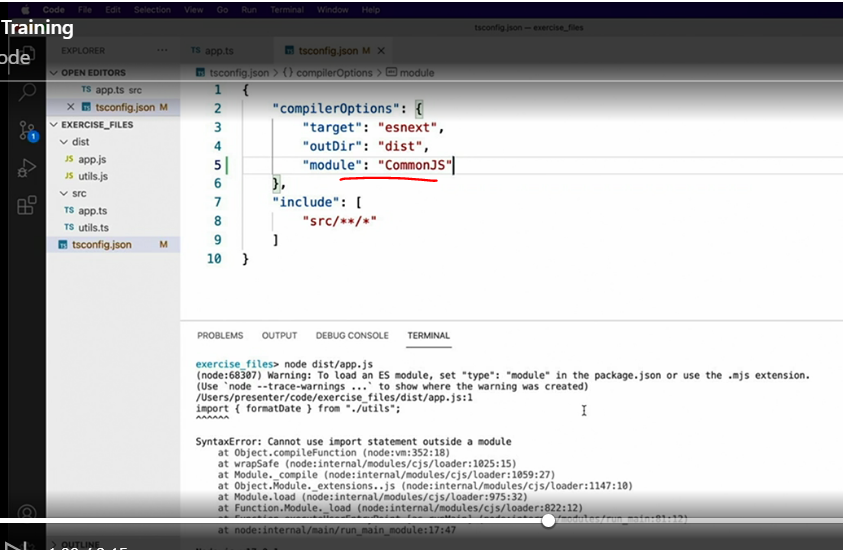 Code File Edit Selection View Go Run Terminal Window Help
Training
tsconfig.json — exercise_files
ode
EXPLORER
TS app.ts
tsconfig.json M ×
OPEN EDITORS
tsconfig.json > {} compilerOptions > module
TS app.ts src
× tsconfig.json M
EXERCISE_FILES
dist
JS app.js
JS utils.js
src
TS app.ts
TS utils.ts
tsconfig.json M
1
1 {
2 "compilerOptions": {
3 "target": "esnext",
4 "outDir": "dist",
5 "module": "CommonJS"
6 },
7 "include": [
8 "src/**/*"
9 ]
10 }
PROBLEMS OUTPUT DEBUG CONSOLE TERMINAL
exercise_files> node dist/app.js
(node:68307) Warning: To load an ES module, set "type": "module" in the package.json or use the .mjs extension.
(Use `node --trace-warnings ...` to show where the warning was created)
/Users/presenter/code/exercise_files/dist/app.js:1
import { formatDate } from "./utils";
^^^^^^
SyntaxError: Cannot use import statement outside a module
at Object.compileFunction (node:vm:352:18)
at wrapSafe (node:internal/modules/cjs/loader:1025:15)
at Module._compile (node:internal/modules/cjs/loader:1059:27)
at Object.Module._extensions..js (node:internal/modules/cjs/loader:1147:10)
at Module.load (node:internal/modules/cjs/loader:975:32)
at Function.Module._load (node:internal/modules/cjs/loader:822:12)
at Function.executeUserEntryPoint (node:internal/modules/run_main:81:12)
at node:internal/main/run_main_module:17:47
OUTLINE